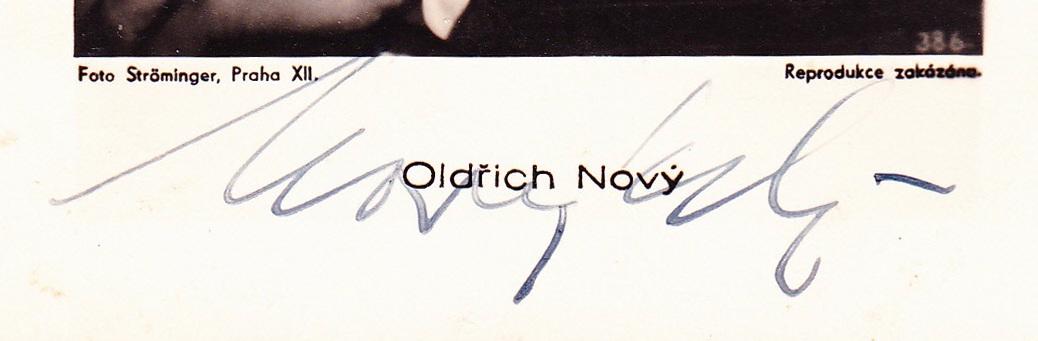 386
Foto Ströminger, Praha XII. Reprodukce zakázána.
Oldřich Nový